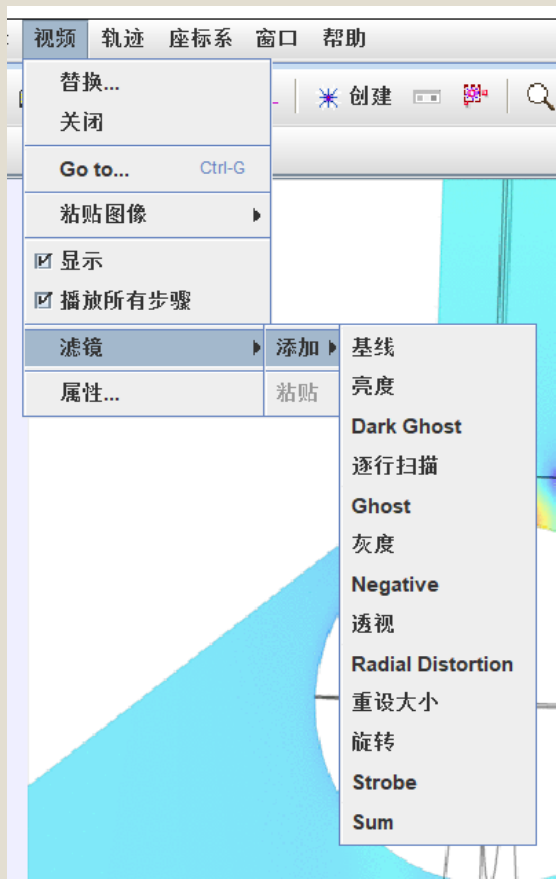 视频 轨迹 座标系 窗口 帮助
替换...
创建
关闭
Go to... Ctrl-G
粘贴图像
显示
播放所有步骤
滤镜
添加
基线
属性...
粘贴
亮度
Dark Ghost
逐行扫描
Ghost
灰度
Negative
透视
Radial Distortion
重设大小
旋转
Strobe
Sum